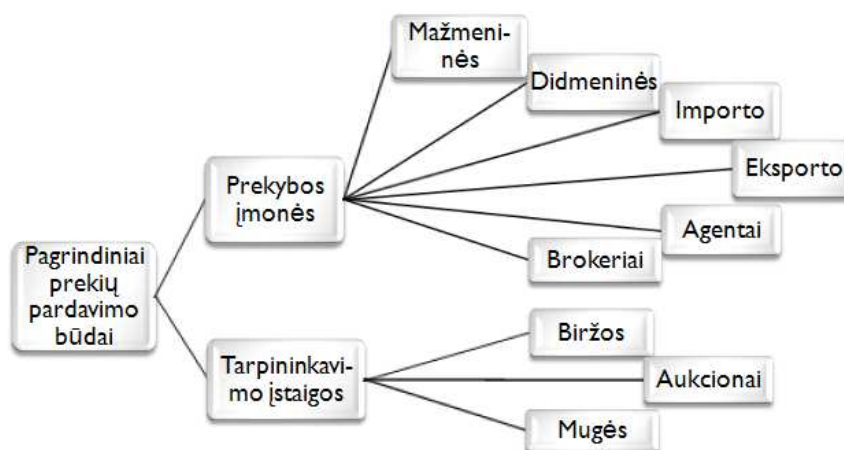 Pagrindiniai
prekių
pardavimo
būdai
Prekybos
įmonės
Mažmeni-
nės
Didmeninės
Importo
Eksporto
Agentai
Brokeriai
Tarpininkavi-
mo įstaigos
Biržos
Aukcionai
Mugės